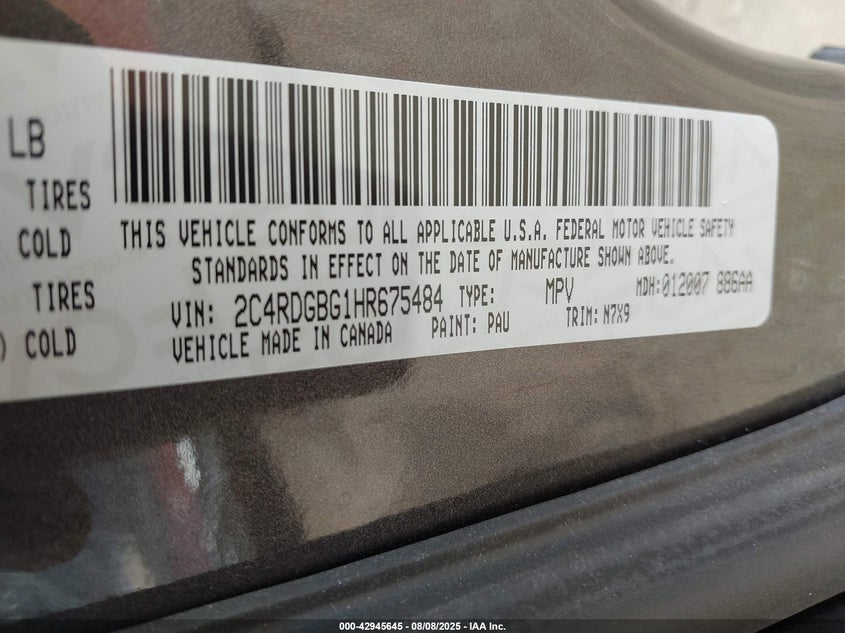 LB
TIRES
COLD
TIRES
) COLD
THIS VEHICLE CONFORMS TO ALL APPLICABLE U.S.A. FEDERAL MOTOR VEHICLE SAFETY
STANDARDS IN EFFECT ON THE DATE OF MANUFACTURE SHOWN ABOVE.
VIN: 2C4RDGBG1HR675484 TYPE: MPV MDH:012007 886AA
VEHICLE MADE IN CANADA PAINT: PAU TRIM: N7X9
000-42945645 - 08/08/2025 - IAA Inc.